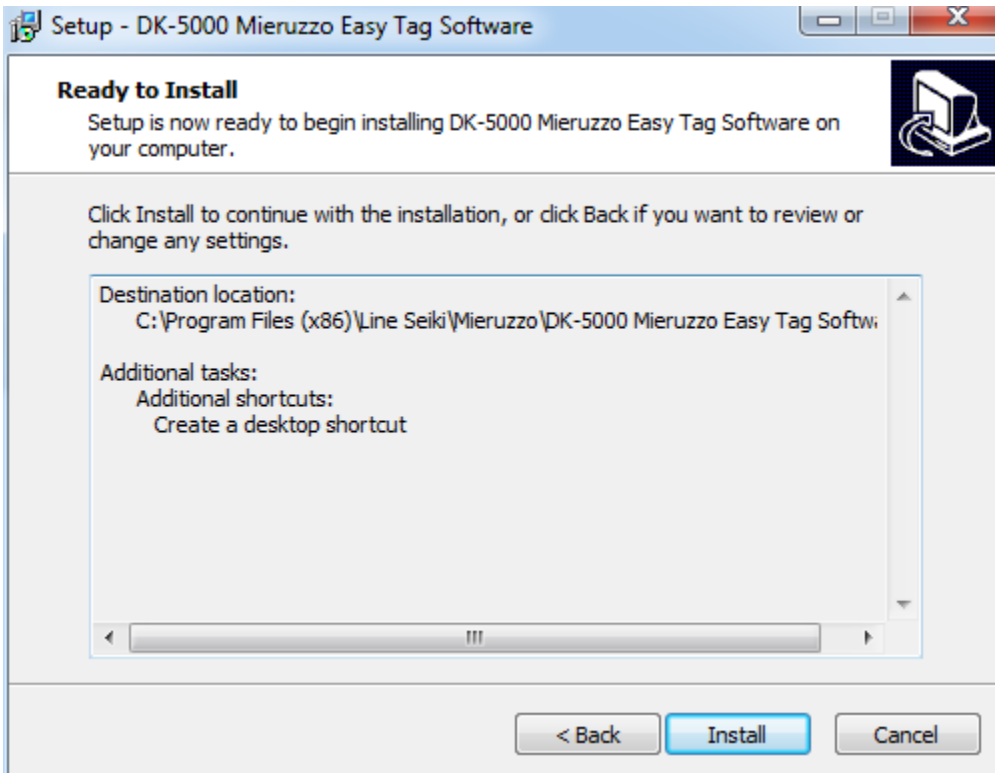 Setup - DK-5000 Mieruzzo Easy Tag Software
Ready to Install
Setup is now ready to begin installing DK-5000 Mieruzzo Easy Tag Software on
your computer.
Click Install to continue with the installation, or click Back if you want to review or
change any settings.
Destination location:
C:\Program Files (x86)\Line Seiki\Mieruzzo\DK-5000 Mieruzzo Easy Tag Softwa
Additional tasks:
Additional shortcuts:
Create a desktop shortcut
< Back
Install
Cancel